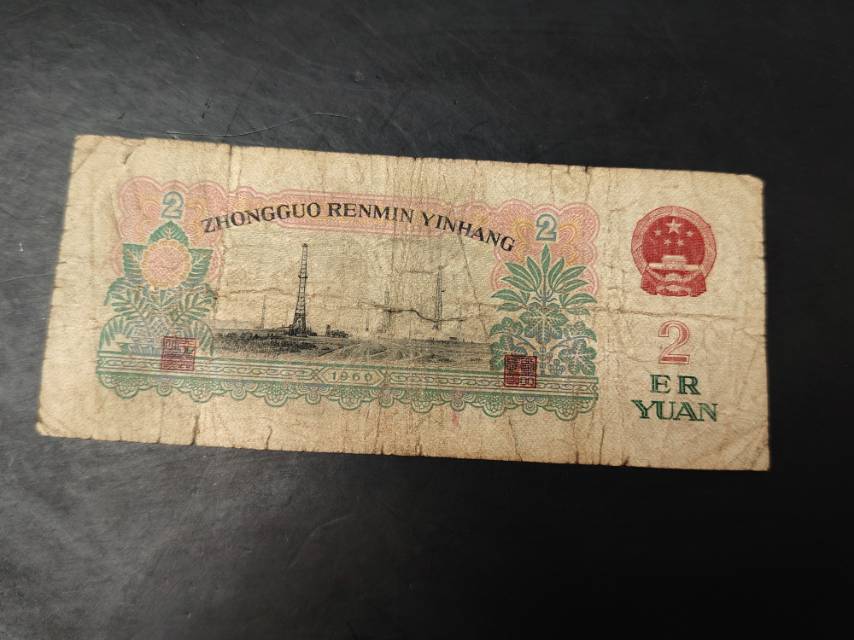 2
ZHONGGUO RENMIN YINHANG
2
1960
2
ER
YUAN